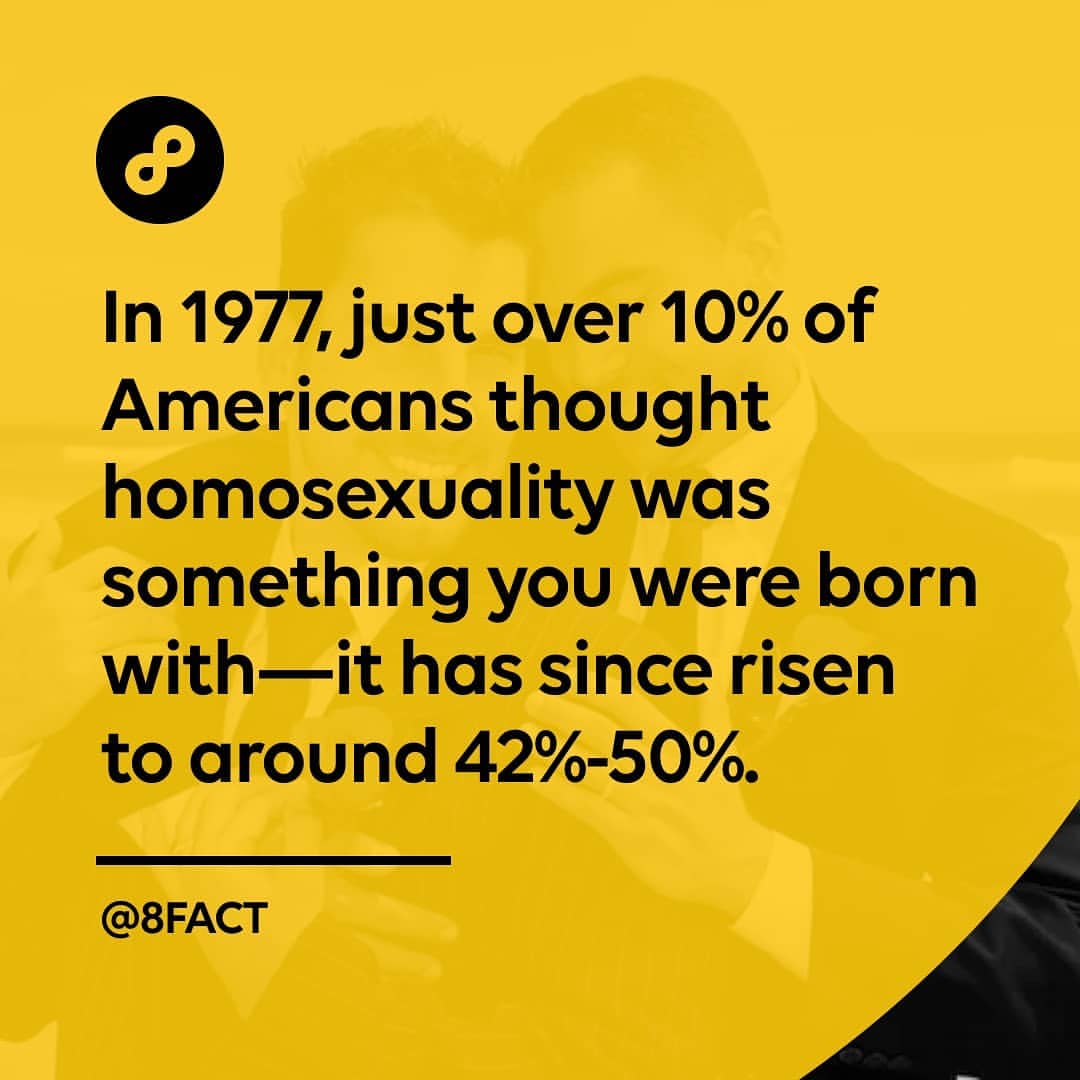 In 1977, just over 10% of
Americans thought
homosexuality was
something you were born
with—it has since risen
to around 42%-50%.
@8FACT